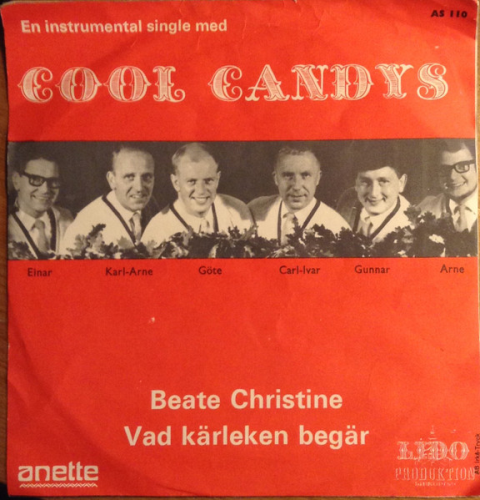 En instrumental single med
AS 110
COOL CANDYS
Einar Karl-Arne Göte Carl-Ivar Gunnar Arne
Beate Christine
Vad kärleken begär
anette
LIDO
PRODUKTION